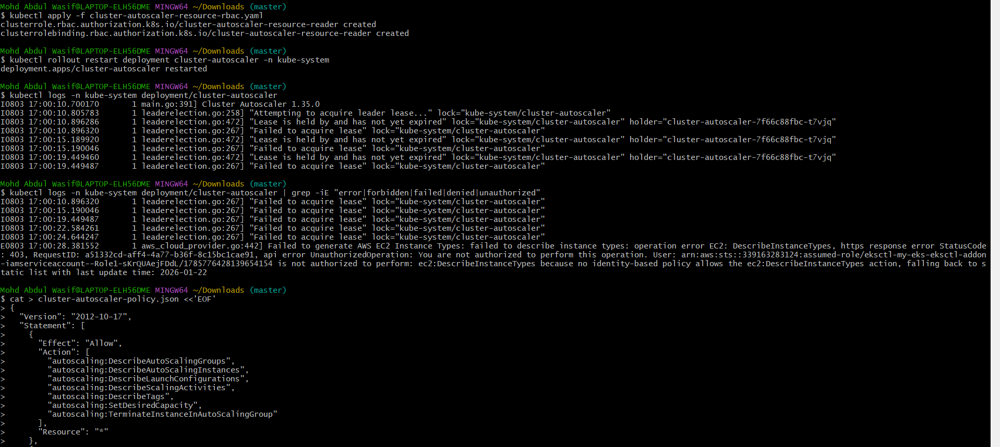 Mohd Abdul Wasif@LAPTOP-ELH56DME MINGW64 ~/Downloads (master)
$ kubectl apply -f cluster-autoscaler-resource-rbac.yaml
clusterrole.rbac.authorization.k8s.io/cluster-autoscaler-resource-reader created
clusterrolebinding.rbac.authorization.k8s.io/cluster-autoscaler-resource-reader created
Mohd Abdul Wasif@LAPTOP-ELH56DME MINGW64 ~/Downloads (master)
$ kubectl rollout restart deployment cluster-autoscaler -n kube-system
deployment.apps/cluster-autoscaler restarted
Mohd Abdul Wasif@LAPTOP-ELH56DME MINGW64 ~/Downloads (master)
$ kubectl logs -n kube-system deployment/cluster-autoscaler
I0803 17:00:10.700170       1 main.go:391] Cluster Autoscaler 1.35.0
I0803 17:00:10.805783       1 leaderelection.go:258] "Attempting to acquire leader lease..." lock="kube-system/cluster-autoscaler"
I0803 17:00:10.896286       1 leaderelection.go:472] "Lease is held by and has not yet expired" lock="kube-system/cluster-autoscaler" holder="cluster-autoscaler-7f66c88fbc-t7vjq"
I0803 17:00:10.896320       1 leaderelection.go:267] "Failed to acquire lease" lock="kube-system/cluster-autoscaler"
I0803 17:00:15.189920       1 leaderelection.go:472] "Lease is held by and has not yet expired" lock="kube-system/cluster-autoscaler" holder="cluster-autoscaler-7f66c88fbc-t7vjq"
I0803 17:00:15.190046       1 leaderelection.go:267] "Failed to acquire lease" lock="kube-system/cluster-autoscaler"
I0803 17:00:19.449460       1 leaderelection.go:472] "Lease is held by and has not yet expired" lock="kube-system/cluster-autoscaler" holder="cluster-autoscaler-7f66c88fbc-t7vjq"
I0803 17:00:19.449487       1 leaderelection.go:267] "Failed to acquire lease" lock="kube-system/cluster-autoscaler"
Mohd Abdul Wasif@LAPTOP-ELH56DME MINGW64 ~/Downloads (master)
$ kubectl logs -n kube-system deployment/cluster-autoscaler | grep -iE "error|forbidden|failed|denied|unauthorized"
I0803 17:00:10.896320       1 leaderelection.go:267] "Failed to acquire lease" lock="kube-system/cluster-autoscaler"
I0803 17:00:15.190046       1 leaderelection.go:267] "Failed to acquire lease" lock="kube-system/cluster-autoscaler"
I0803 17:00:19.449487       1 leaderelection.go:267] "Failed to acquire lease" lock="kube-system/cluster-autoscaler"
I0803 17:00:22.584261       1 leaderelection.go:267] "Failed to acquire lease" lock="kube-system/cluster-autoscaler"
I0803 17:00:24.644247       1 leaderelection.go:267] "Failed to acquire lease" lock="kube-system/cluster-autoscaler"
E0803 17:00:28.381552       1 aws_cloud_provider.go:442] Failed to generate AWS EC2 Instance Types: failed to describe instance types: operation error EC2: DescribeInstanceTypes, https response error StatusCode
: 403, RequestID: a51332cd-aff4-4a77-b36f-8c15bc1cae91, api error UnauthorizedOperation: You are not authorized to perform this operation. User: arn:aws:sts::339163283124:assumed-role/eksctl-my-eks-eksctl-addon
-iamserviceaccount--Role1-sKrQUAejFDdL/1785776428139654154 is not authorized to perform: ec2:DescribeInstanceTypes because no identity-based policy allows the ec2:DescribeInstanceTypes action, falling back to s
tatic list with last update time: 2026-01-22
Mohd Abdul Wasif@LAPTOP-ELH56DME MINGW64 ~/Downloads (master)
$ cat > cluster-autoscaler-policy.json <<'EOF'
> {
>   "Version": "2012-10-17",
>   "Statement": [
>     {
>       "Effect": "Allow",
>       "Action": [
>         "autoscaling:DescribeAutoScalingGroups",
>         "autoscaling:DescribeAutoScalingInstances",
>         "autoscaling:DescribeLaunchConfigurations",
>         "autoscaling:DescribeScalingActivities",
>         "autoscaling:DescribeTags",
>         "autoscaling:SetDesiredCapacity",
>         "autoscaling:TerminateInstanceInAutoScalingGroup"
>       ],
>       "Resource": "*"
>     },